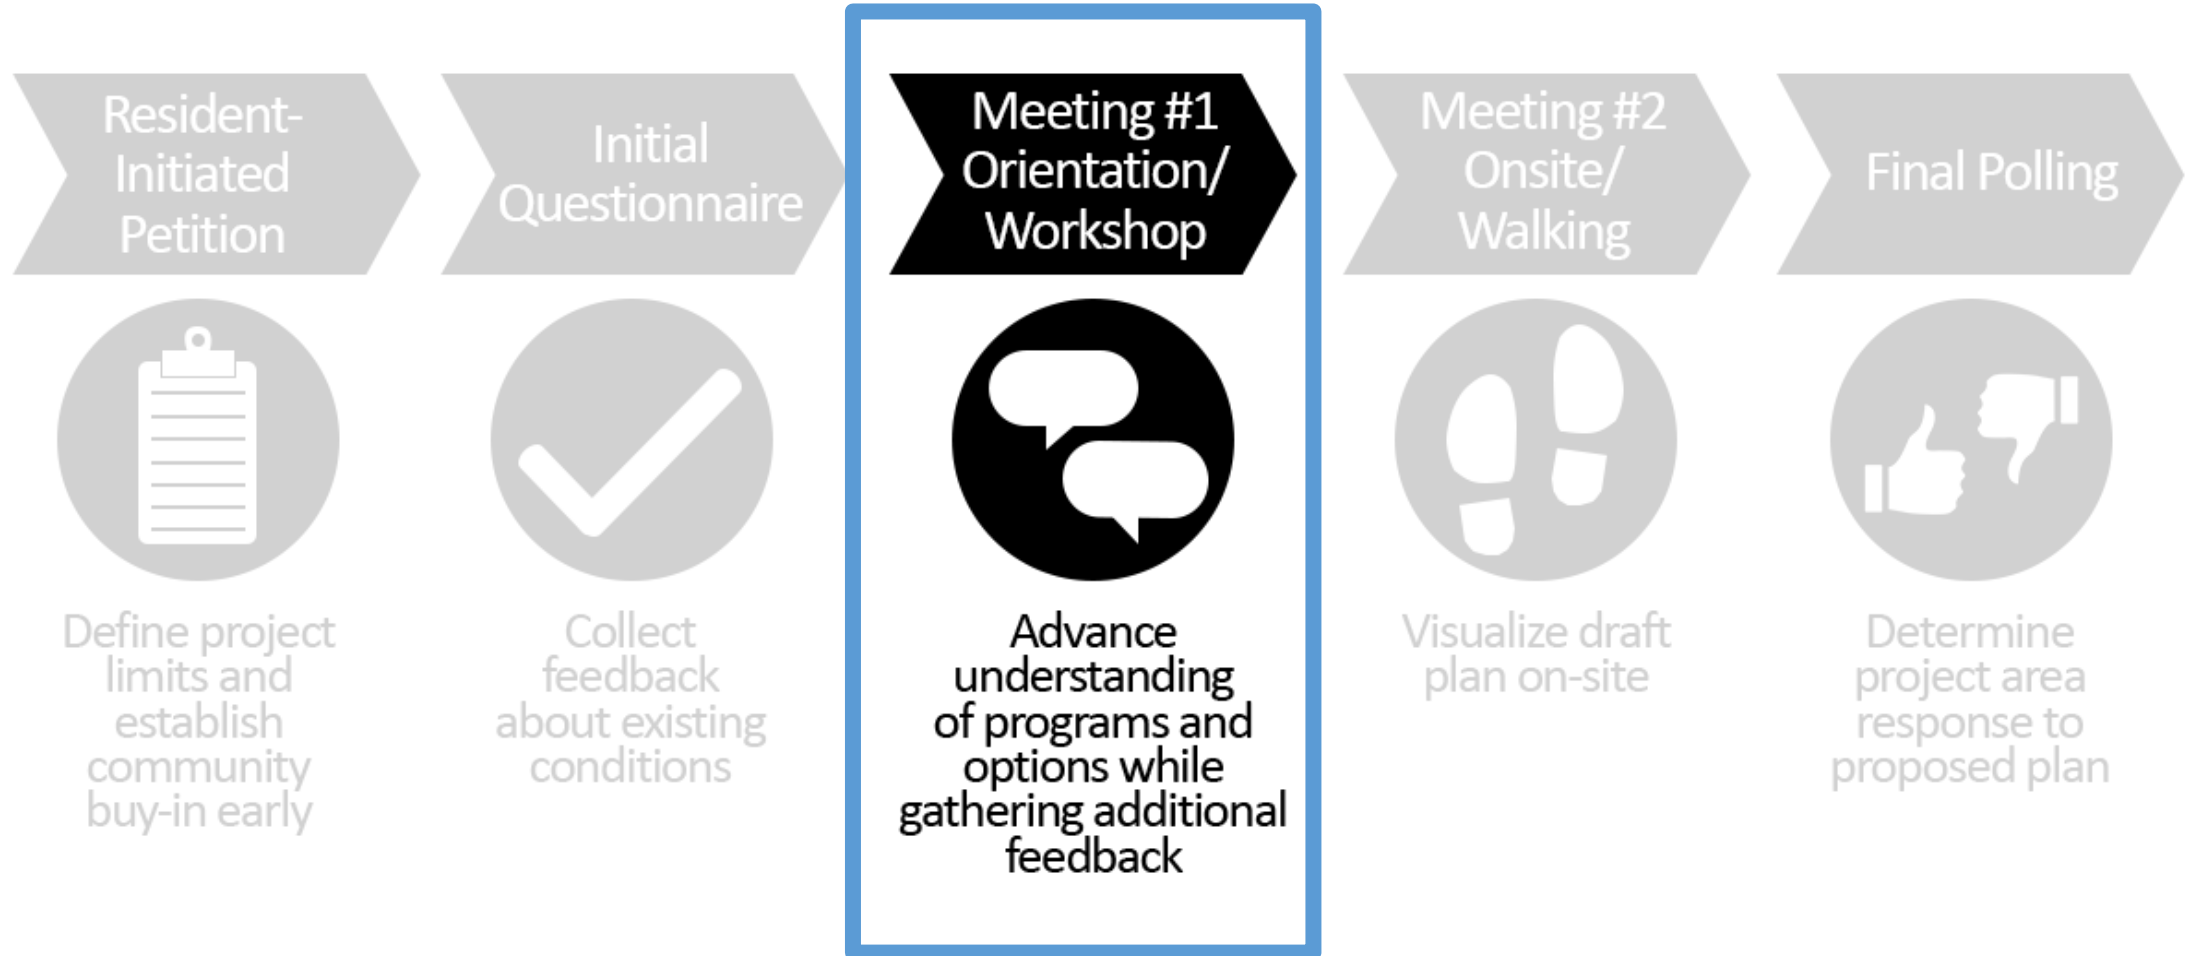 Resident-
Initiated
Petition
Define project
limits and
establish
community
buy-in early
Initial
Questionnaire
Collect
feedback
about existing
conditions
Meeting #1
Orientation/
Workshop
Advance
understanding
of programs and
options while
gathering additional
feedback
Meeting #2
Onsite/
Walking
Visualize draft
plan on-site
Final Polling
Determine
project area
response to
proposed plan